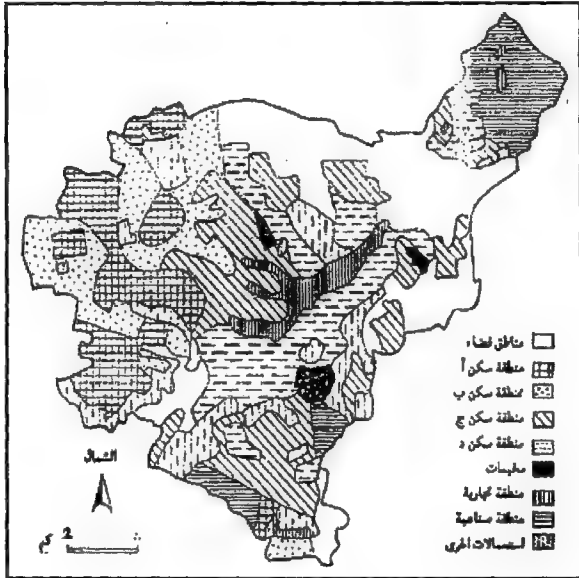 مناطق فضاء
منطقة سكن أ
منطقة سكن ب
منطقة سكن ج
منطقة سكن د
مخيمات
منطقة تجارية
منطقة صناعية
استعمالات اخرى
الشمال
2 كم